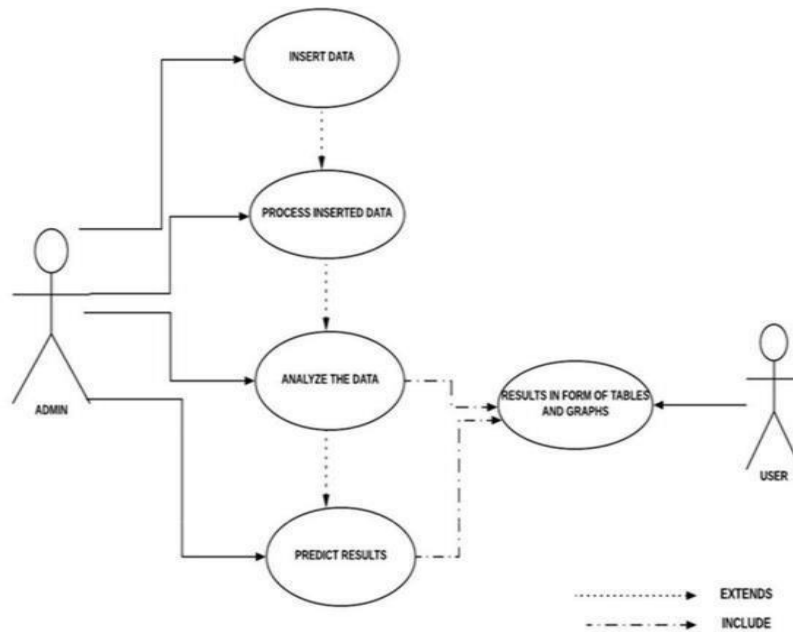 INSERT DATA
PROCESS INSERTED DATA
ANALYZE THE DATA
RESULTS IN FORM OF TABLES
AND GRAPHS
ADMIN
USER
PREDICT RESULTS
EXTENDS
INCLUDE